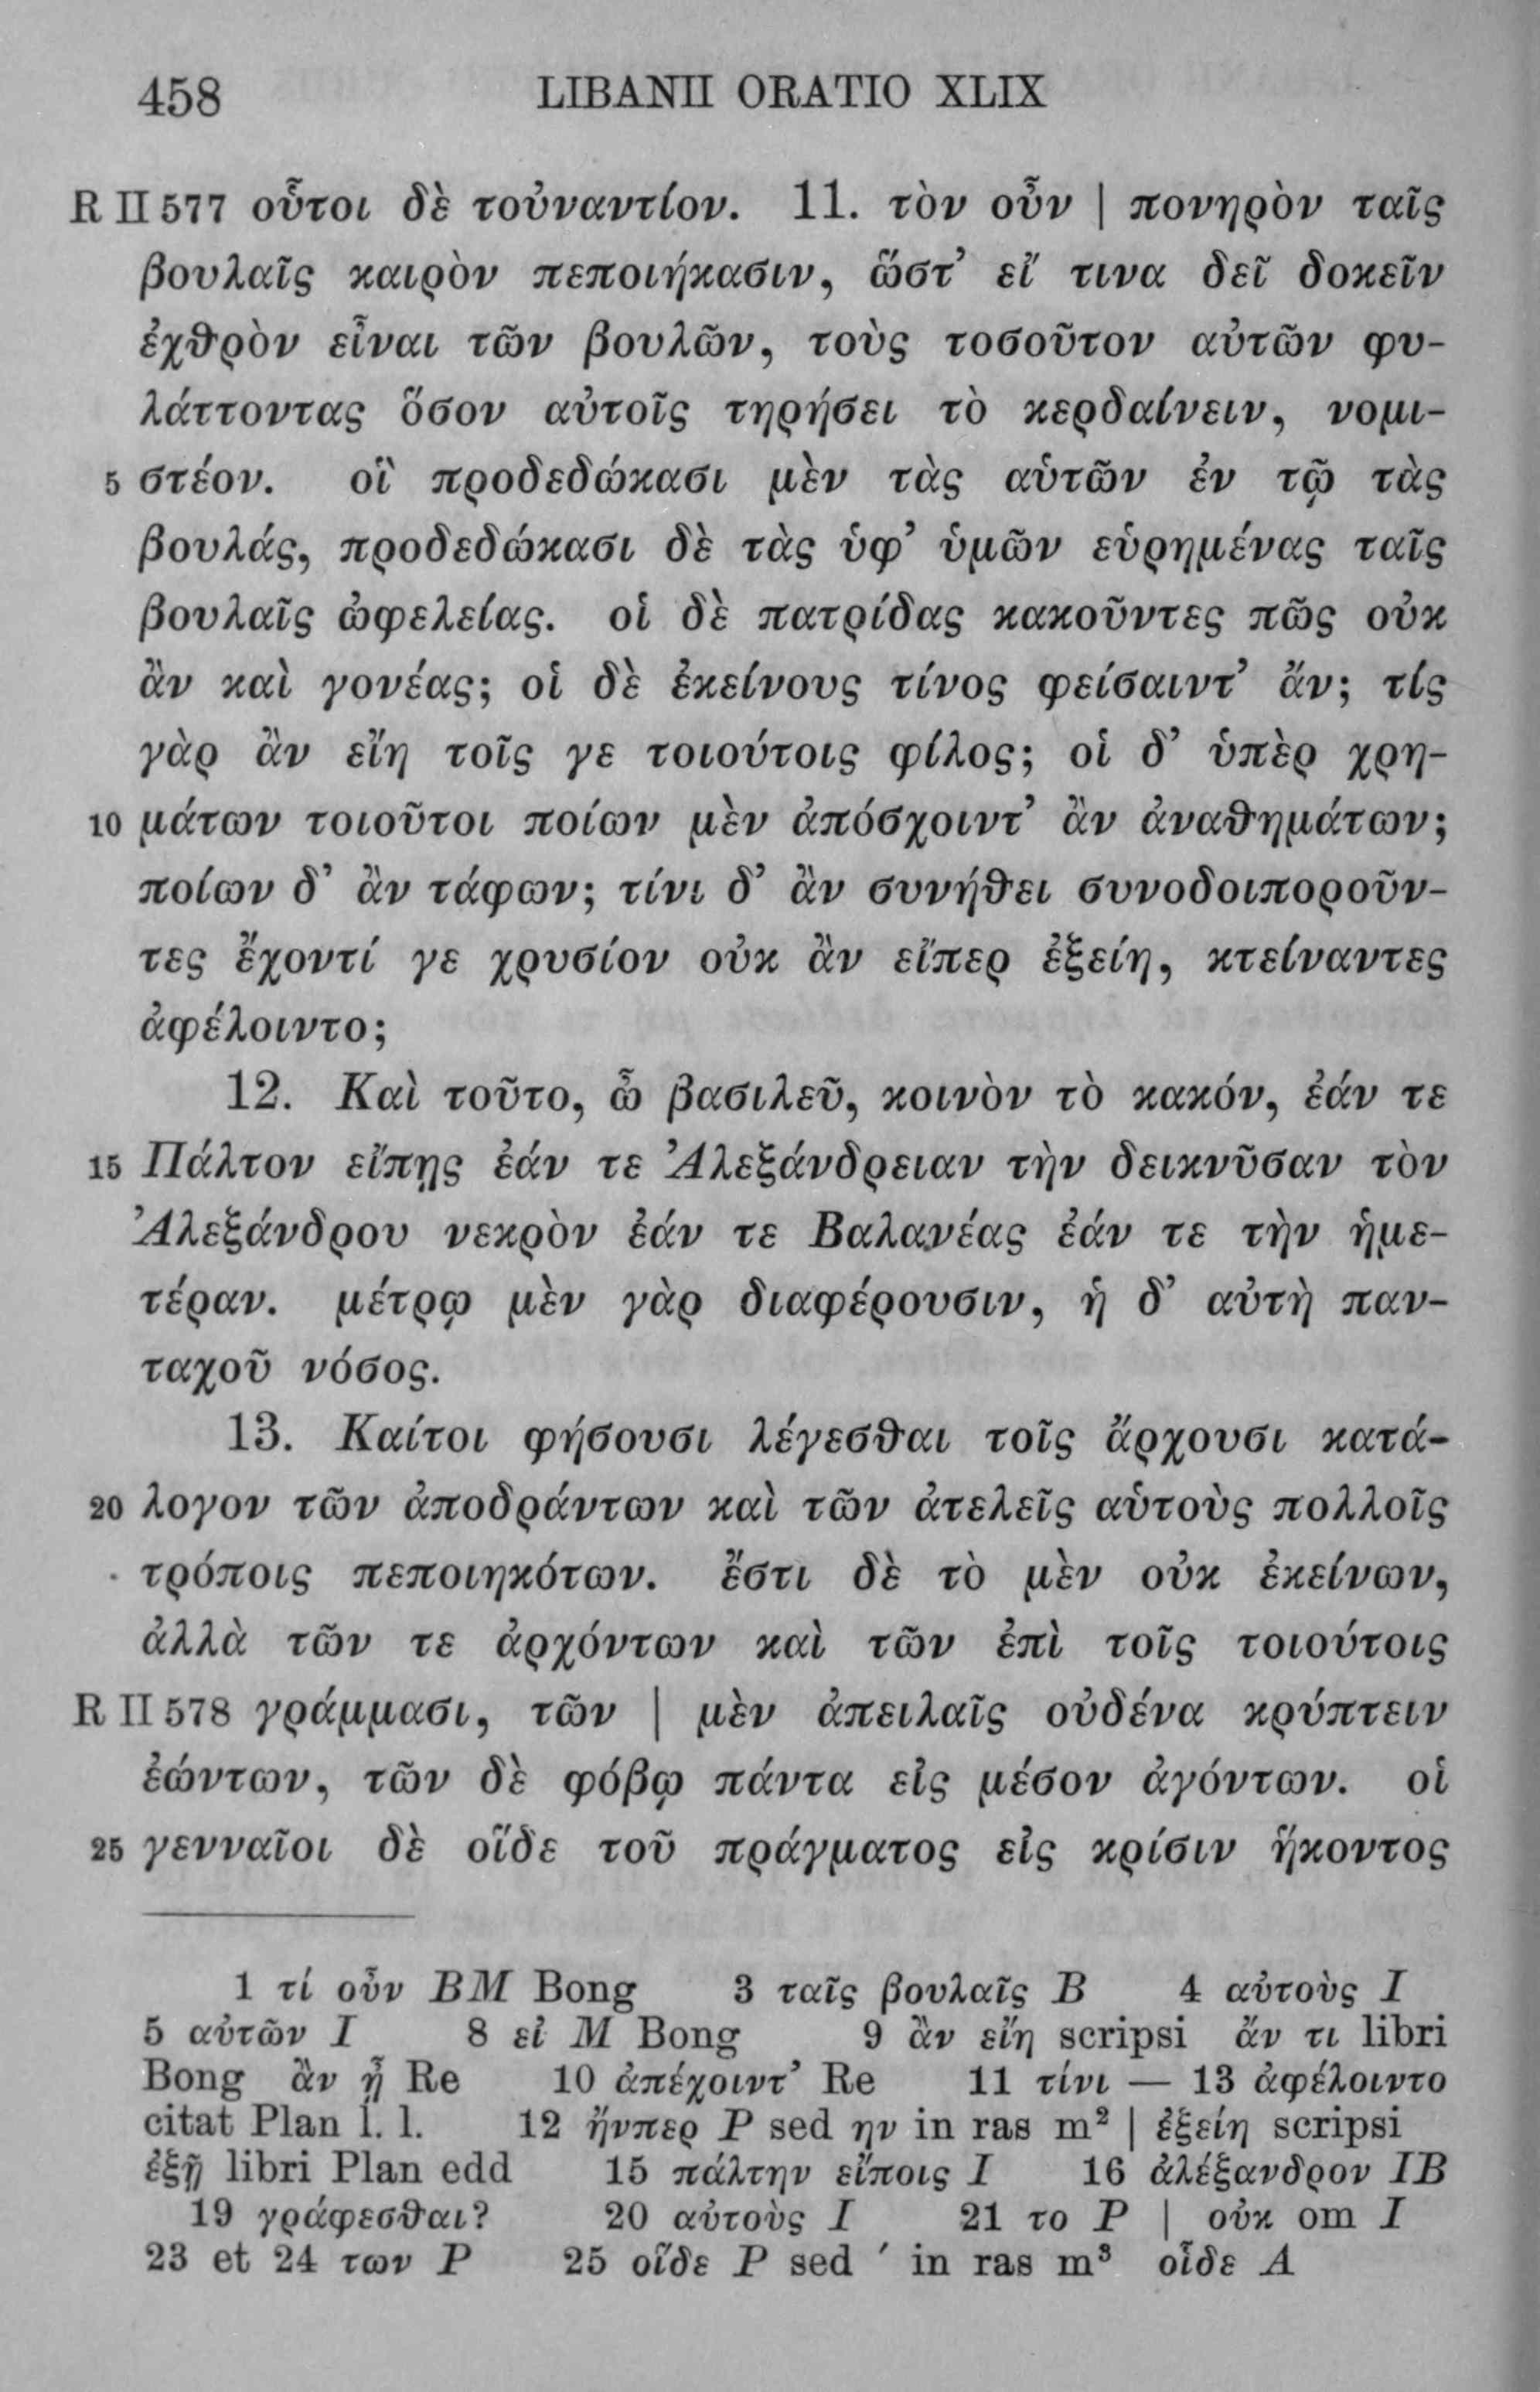 458 LIBANII ORATIO XLIX
R II 577 οὗτοι δὲ τοὐναντίον. 11. τὸν οὖν | πονηρὸν ταῖς
βουλαῖς καιρὸν πεποιήκασιν, ὥστ’ εἴ τινα δεῖ δοκεῖν
ἐχθρὸν εἶναι τῶν βουλῶν, τοὺς τοσοῦτον αὐτῶν φυ-
λάττοντας ὅσον αὐτοῖς τηρήσει τὸ κερδαίνειν, νομι-
5 στέον. οἳ προδεδώκασι μὲν τὰς αὑτῶν ἐν τῷ τὰς
βουλάς, προδεδώκασι δὲ τὰς ὑφ’ ὑμῶν εὑρημένας ταῖς
βουλαῖς ὠφελείας. οἱ δὲ πατρίδας κακοῦντες πῶς οὐκ
ἂν καὶ γονέας; οἱ δὲ ἐκείνους τίνος φείσαιντ’ ἄν; τίς
γὰρ ἂν εἴη τοῖς γε τοιούτοις φίλος; οἱ δ’ ὑπὲρ χρη-
10 μάτων τοιοῦτοι ποίων μὲν ἀπόσχοιντ’ ἂν ἀναθημάτων;
ποίων δ’ ἂν τάφων; τίνι δ’ ἂν συνήθει συνοδοιποροῦν-
τες ἔχοντί γε χρυσίον οὐκ ἂν εἴπερ ἐξείη, κτείναντες
ἀφέλοιντο;
12. Καὶ τοῦτο, ὦ βασιλεῦ, κοινὸν τὸ κακόν, ἐάν τε
15 Πάλτον εἴπῃς ἐάν τε Ἀλεξάνδρειαν τὴν δεικνῦσαν τὸν
Ἀλεξάνδρου νεκρὸν ἐάν τε Βαλανέας ἐάν τε τὴν ἡμε-
τέραν. μέτρῳ μὲν γὰρ διαφέρουσιν, ἡ δ’ αὐτὴ παν-
ταχοῦ νόσος.
13. Καίτοι φήσουσι λέγεσθαι τοῖς ἄρχουσι κατά-
20 λογον τῶν ἀποδράντων καὶ τῶν ἀτελεῖς αὑτοὺς πολλοῖς
τρόποις πεποιηκότων. ἔστι δὲ τὸ μὲν οὐκ ἐκείνων,
ἀλλὰ τῶν τε ἀρχόντων καὶ τῶν ἐπὶ τοῖς τοιούτοις
R II 578 γράμμασι, τῶν | μὲν ἀπειλαῖς οὐδένα κρύπτειν
ἐώντων, τῶν δὲ φόβῳ πάντα εἰς μέσον ἀγόντων. οἱ
25 γενναῖοι δὲ οἵδε τοῦ πράγματος εἰς κρίσιν ἥκοντος
1 τί οὖν BM Bong 3 ταῖς βουλαῖς B 4 αὐτοὺς I
5 αὐτῶν I 8 εἰ M Bong 9 ἂν εἴη scripsi ἄν τι libri
Bong ἂν ᾖ Re 10 ἀπέχοιντ’ Re 11 τίνι — 13 ἀφέλοιντο
citat Plan l. l. 12 ἤνπερ P sed ην in ras m² | ἐξείη scripsi
ἐξῇ libri Plan edd 15 πάλτην εἴποις I 16 ἀλέξανδρον IB
19 γράφεσθαι? 20 αὐτοὺς I 21 το P | οὐκ om I
23 et 24 των P 25 οἵδε P sed ʹ in ras m³ οἶδε A